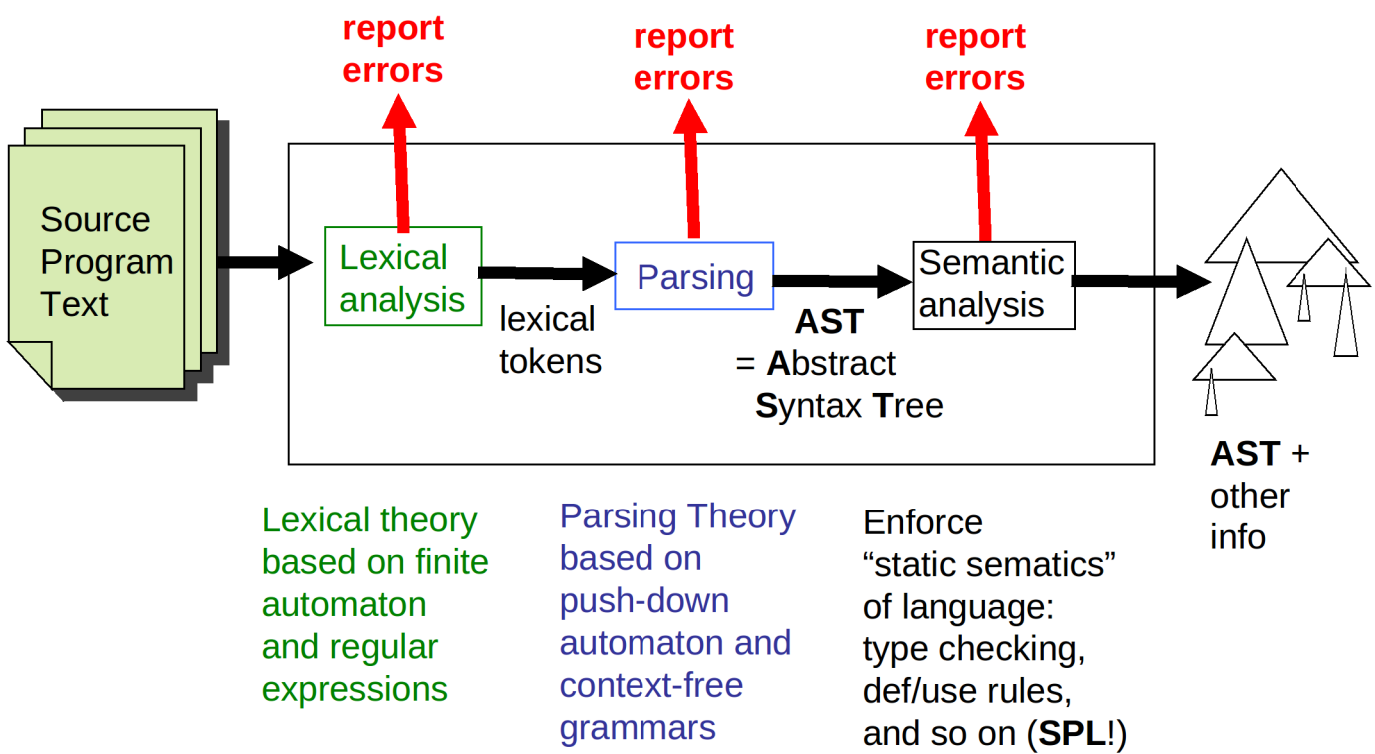 report
errors
report
errors
report
errors
Source
Program
Text
Lexical
analysis
lexical
tokens
Parsing
AST
= Abstract
Syntax Tree
Semantic
analysis
AST +
other
info
Lexical theory
based on finite
automaton
and regular
expressions
Parsing Theory
based on
push-down
automaton and
context-free
grammars
Enforce
“static sematics”
of language:
type checking,
def/use rules,
and so on (SPL!)